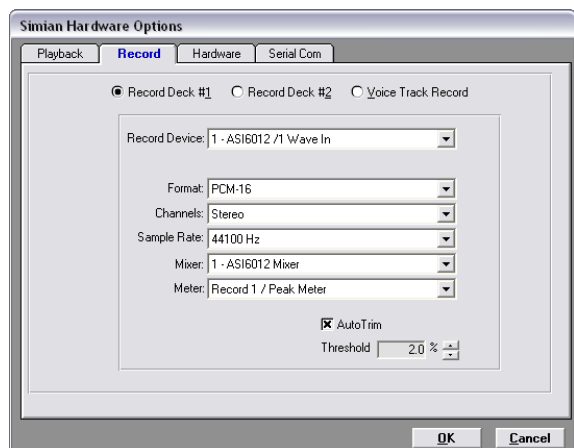 Simian Hardware Options
Playback Record Hardware Serial Com
Record Deck #1 Record Deck #2 Voice Track Record
Record Device: 1 - ASI6012 /1 Wave In
Format: PCM-16
Channels: Stereo
Sample Rate: 44100 Hz
Mixer: 1 - ASI6012 Mixer
Meter: Record 1 / Peak Meter
AutoTrim
Threshold 2.0 %
OK Cancel